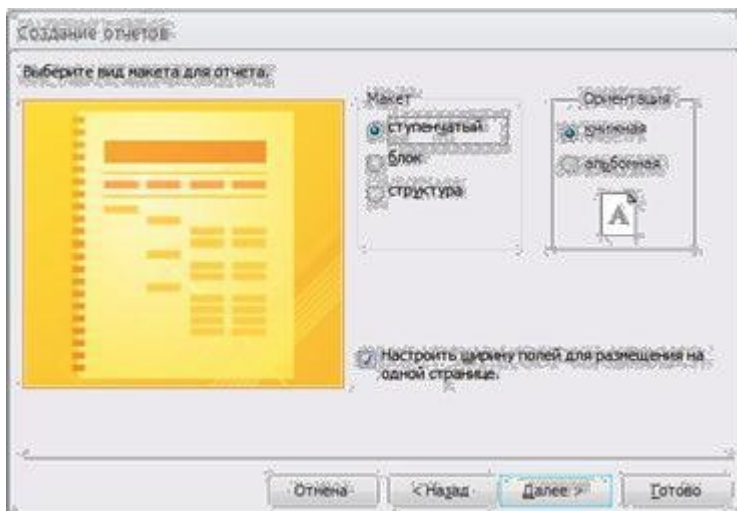 Создание отчетов
Выберите вид макета для отчета.
Макет
ступенчатый
блок
структура
Ориентация
книжная
альбомная
A
Настроить ширину полей для размещения на
одной странице.
Отмена
< Назад
Далее >
Готово